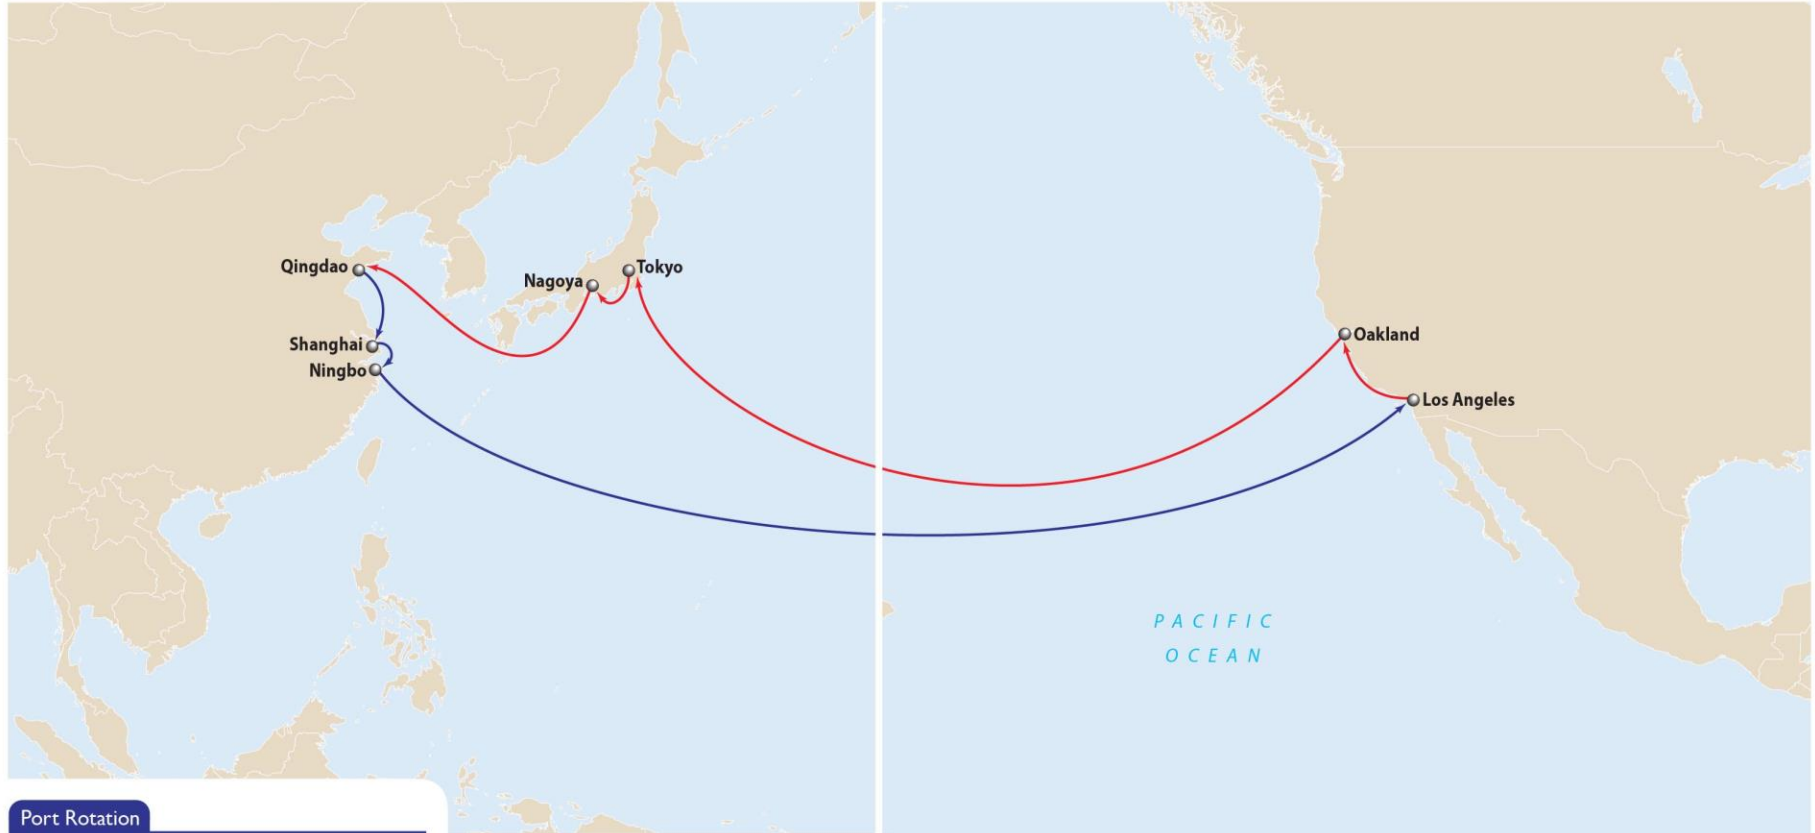 Qingdao
Tokyo
Nagoya
Shanghai
Ningbo
Oakland
Los Angeles
PACIFIC
OCEAN
Port Rotation